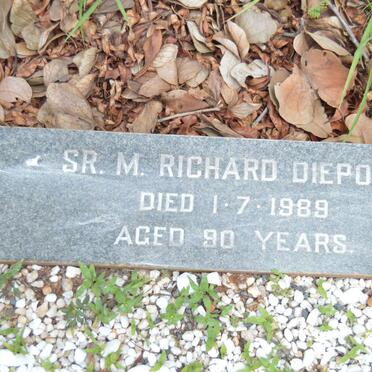 SR. M. RICHARD DIEPO
DIED 1·7·1989
AGED 90 YEARS.